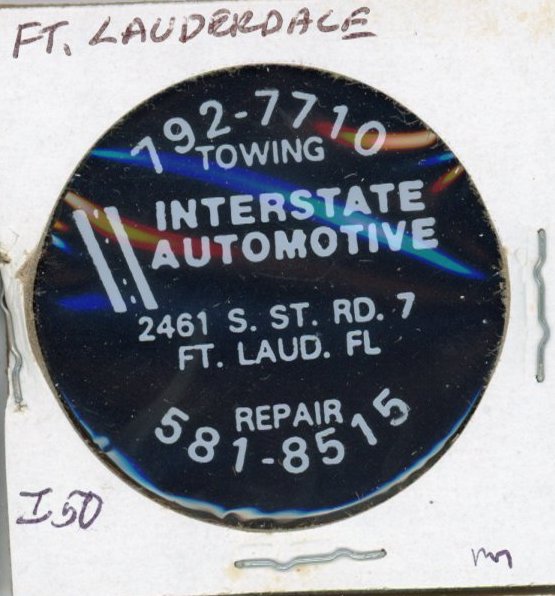 FT. LAUDERDALE
792-7710
TOWING
INTERSTATE
AUTOMOTIVE
2461 S. ST. RD. 7
FT. LAUD. FL
REPAIR
581-8515
I50